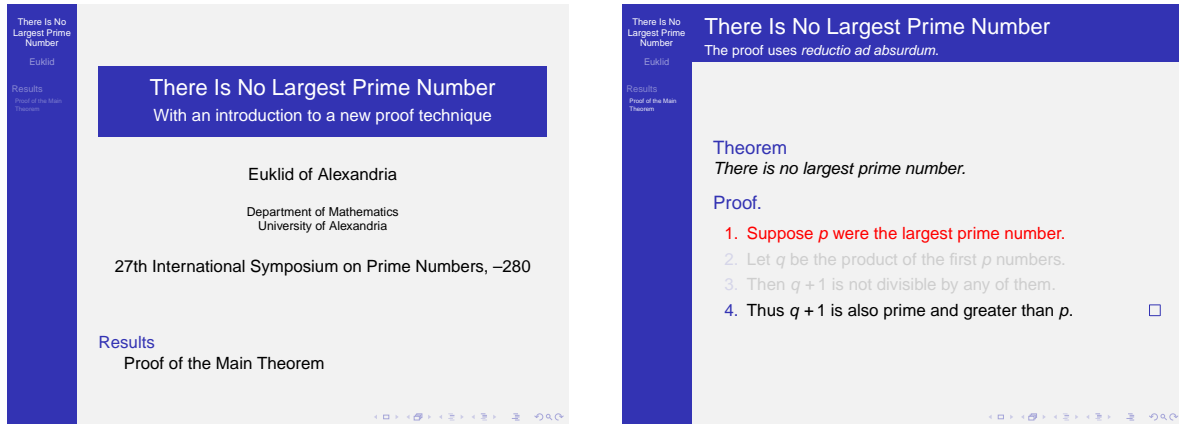 There Is No
Largest Prime
Number
Euklid
Results
Proof of the Main
Theorem
There Is No Largest Prime Number
With an introduction to a new proof technique
Euklid of Alexandria
Department of Mathematics
University of Alexandria
27th International Symposium on Prime Numbers, –280
Results
Proof of the Main Theorem
There Is No
Largest Prime
Number
Euklid
Results
Proof of the Main
Theorem
There Is No Largest Prime Number
The proof uses reductio ad absurdum.
Theorem
There is no largest prime number.
Proof.
1. Suppose p were the largest prime number.
2. Let q be the product of the first p numbers.
3. Then q + 1 is not divisible by any of them.
4. Thus q + 1 is also prime and greater than p. □